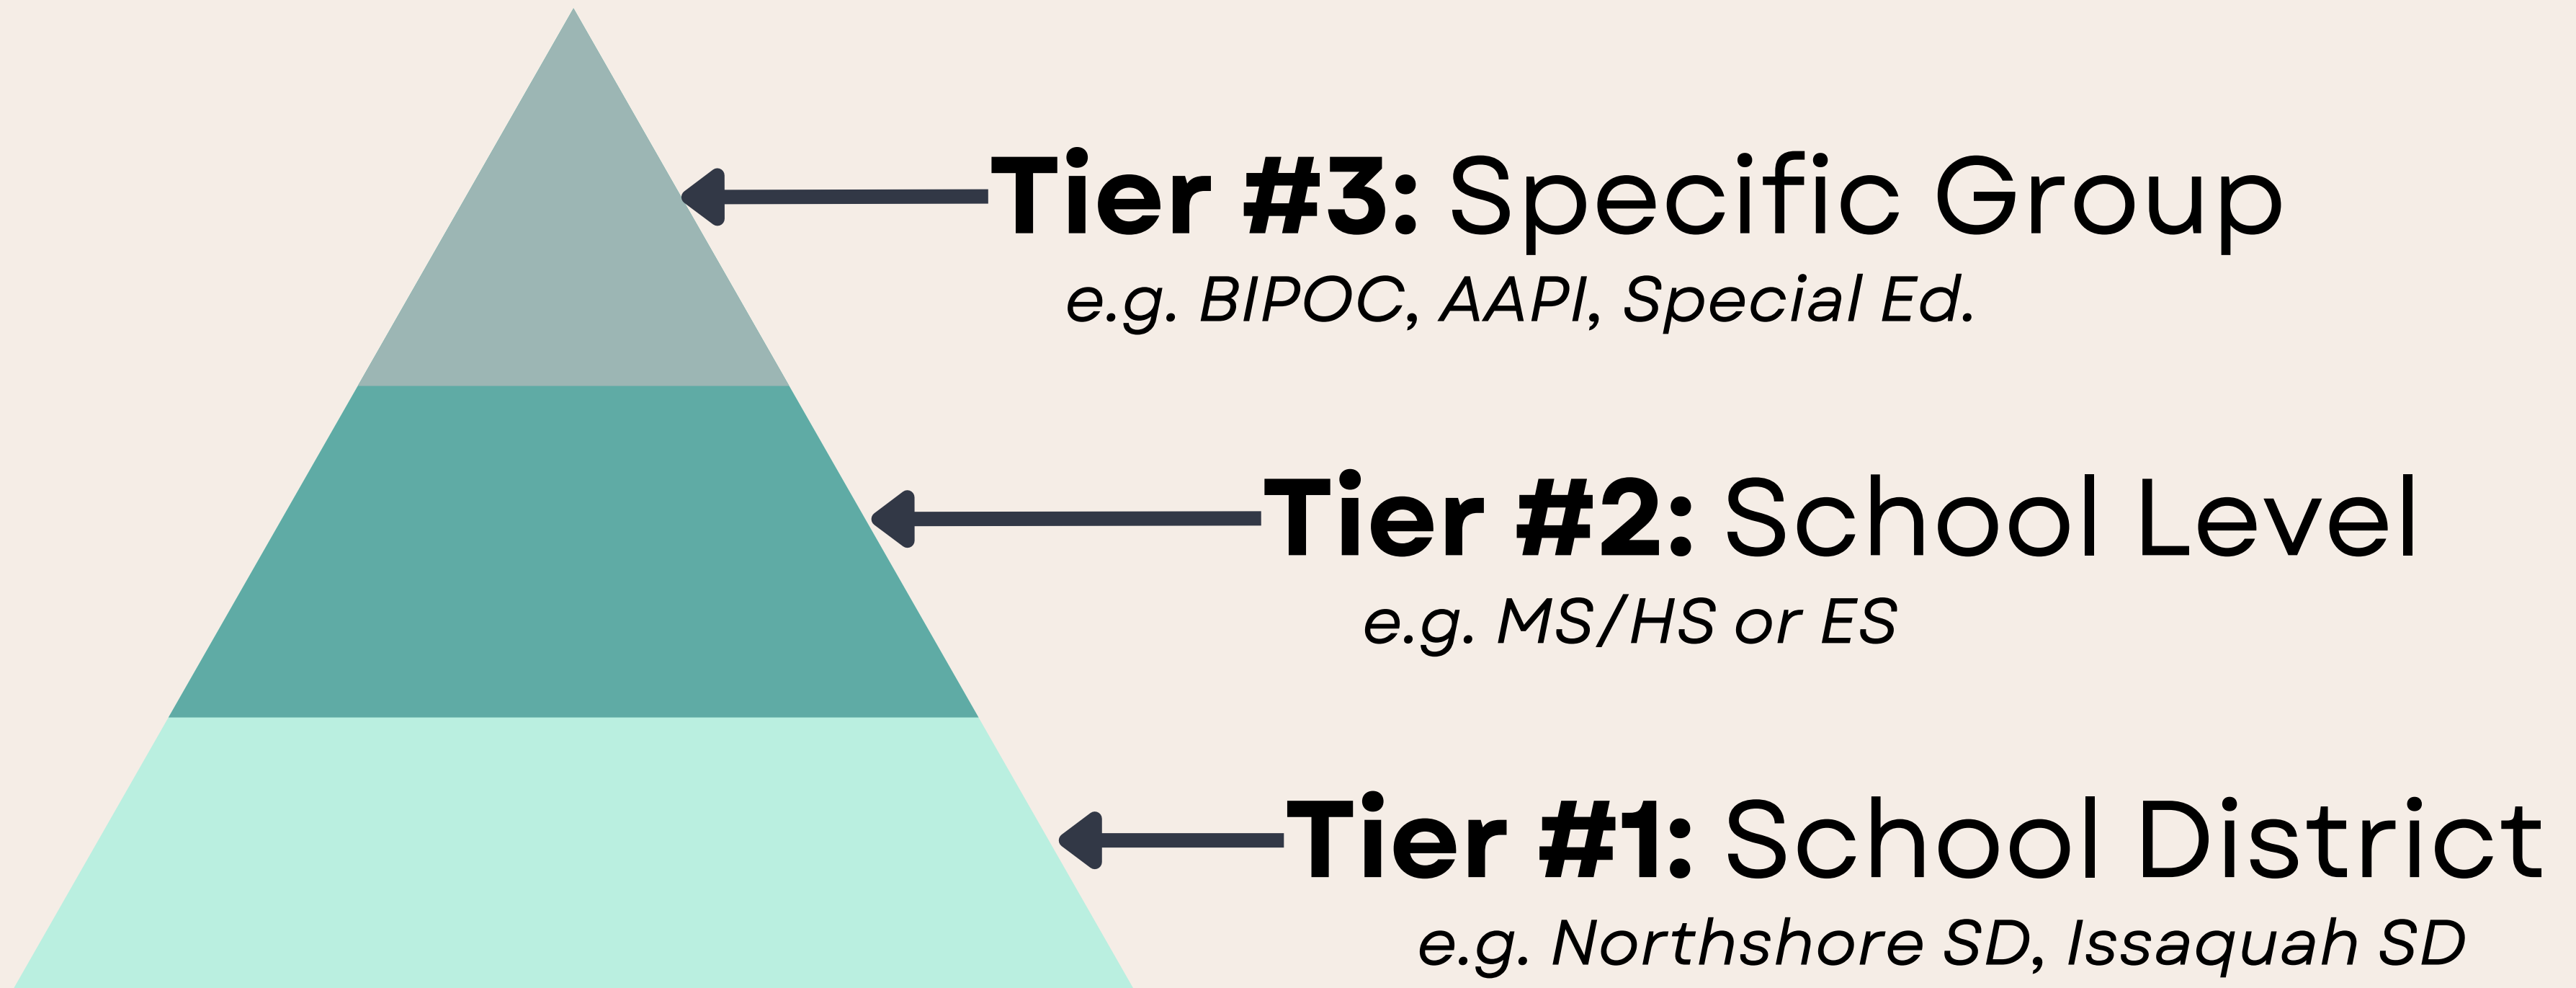 Tier #3: Specific Group
e.g. BIPOC, AAPI, Special Ed.
Tier #2: School Level
e.g. MS/HS or ES
Tier #1: School District
e.g. Northshore SD, Issaquah SD